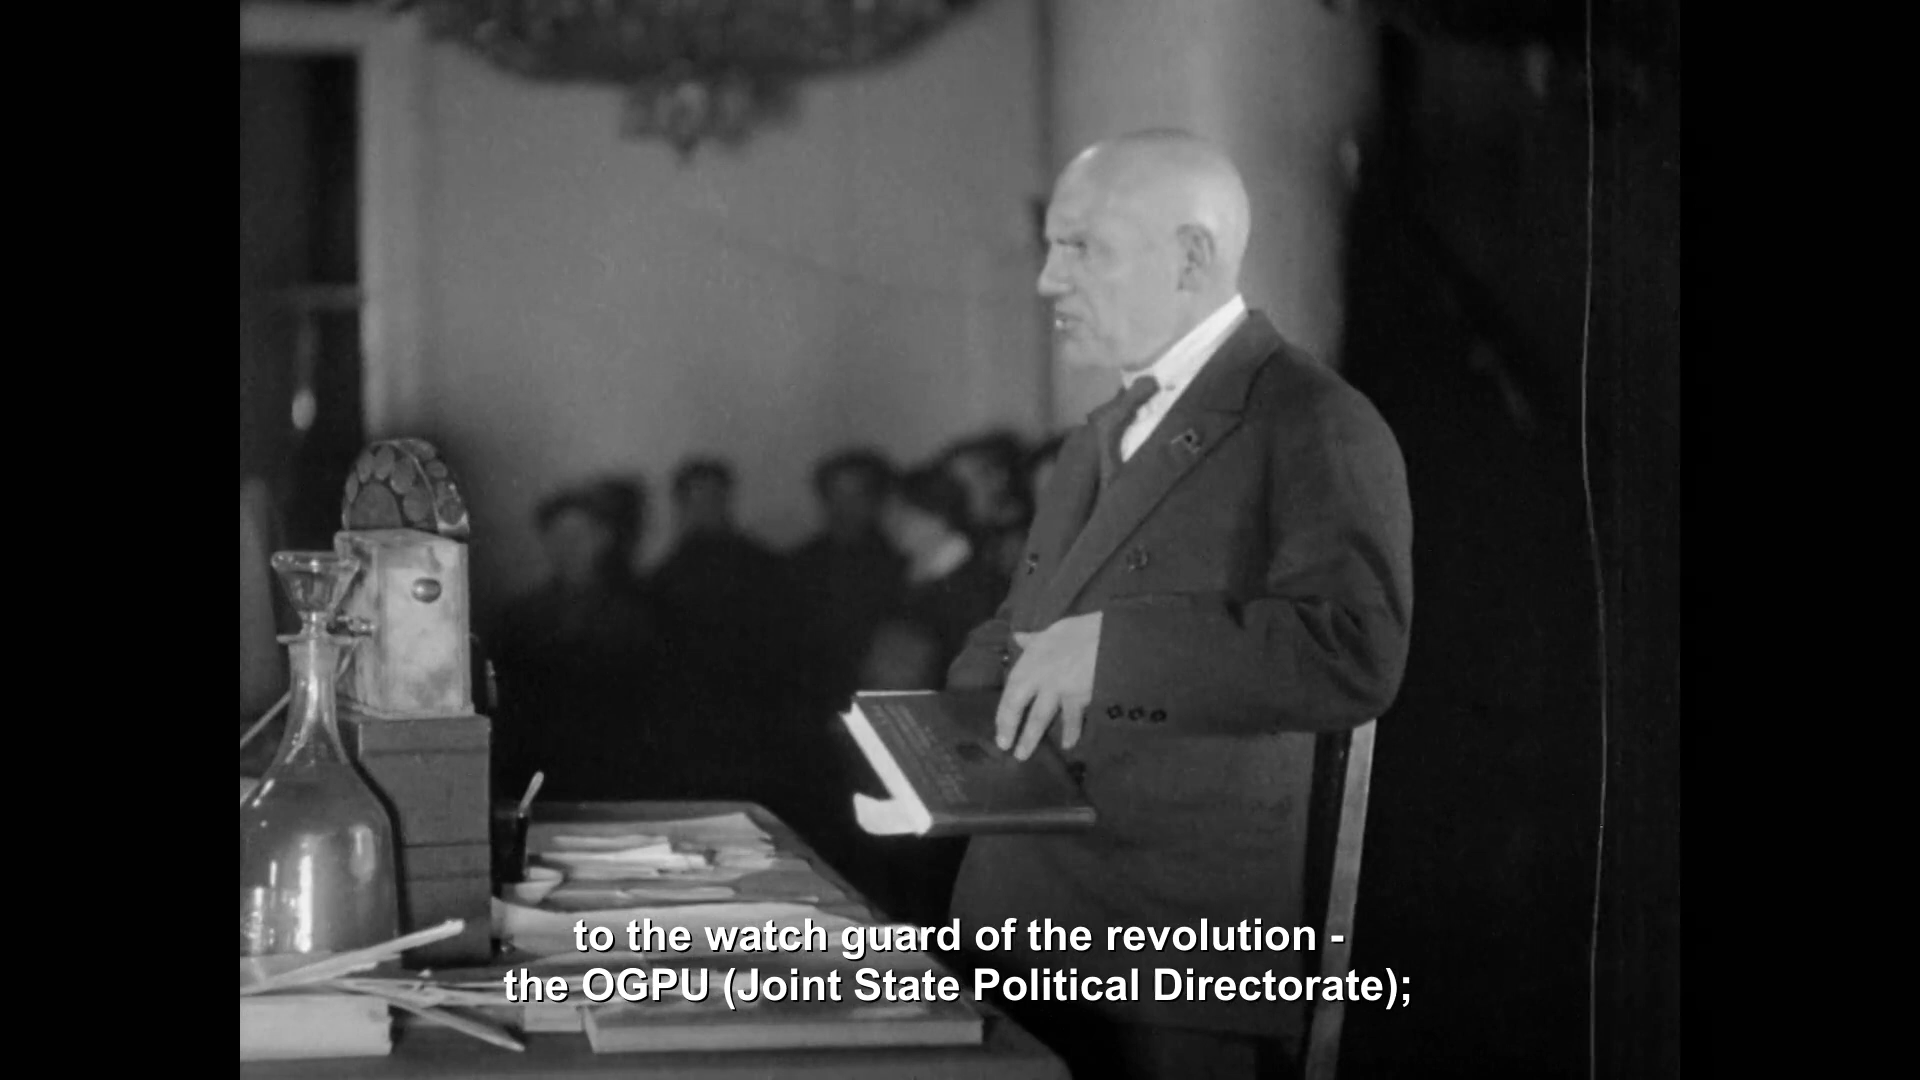 to the watch guard of the revolution -
the OGPU (Joint State Political Directorate);